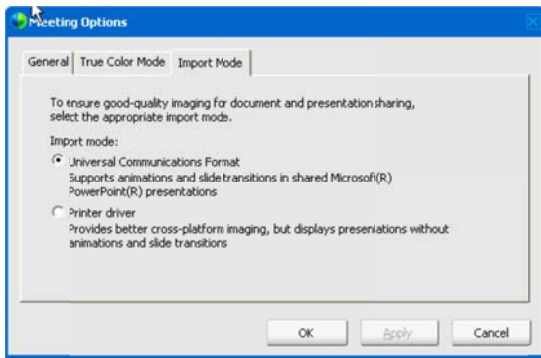 Meeting Options
General True Color Mode Import Mode
To ensure good-quality imaging for document and presentation sharing,
select the appropriate import mode.
Import mode:
Universal Communications Format
Supports animations and slide transitions in shared Microsof(R)
PowerPoint(R) presentations
Printer driver
Provides better cross-platform imaging, but displays presentations without
animations and slide transitions
OK Apply Cancel